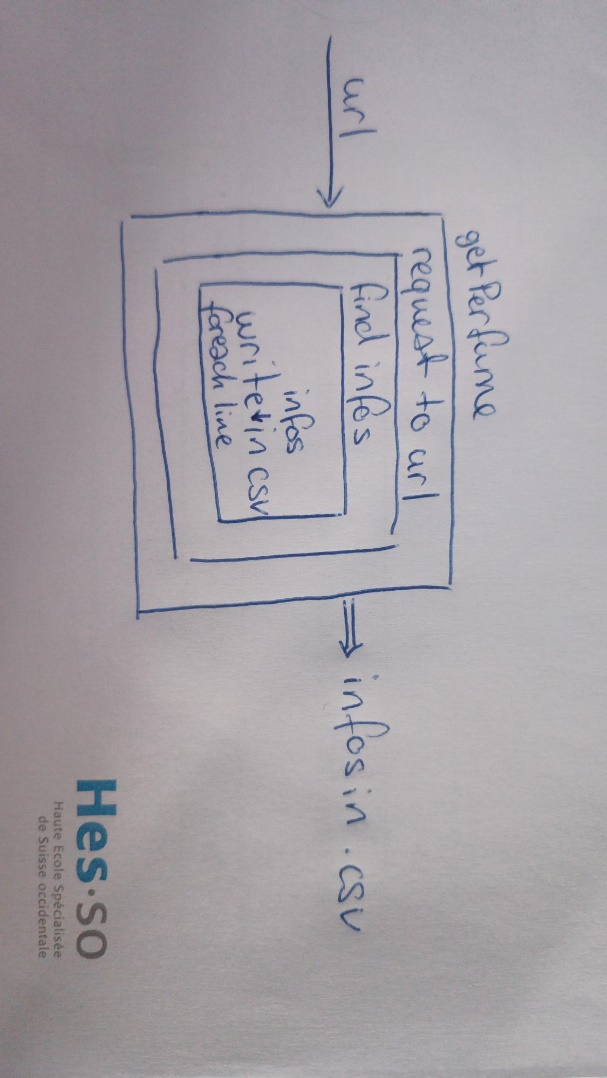 getPerfume
url
request to url
find infos
infos
write in csv
foreach line
infos in .csv
Hes·so
Haute Ecole Spécialisée
de Suisse occidentale